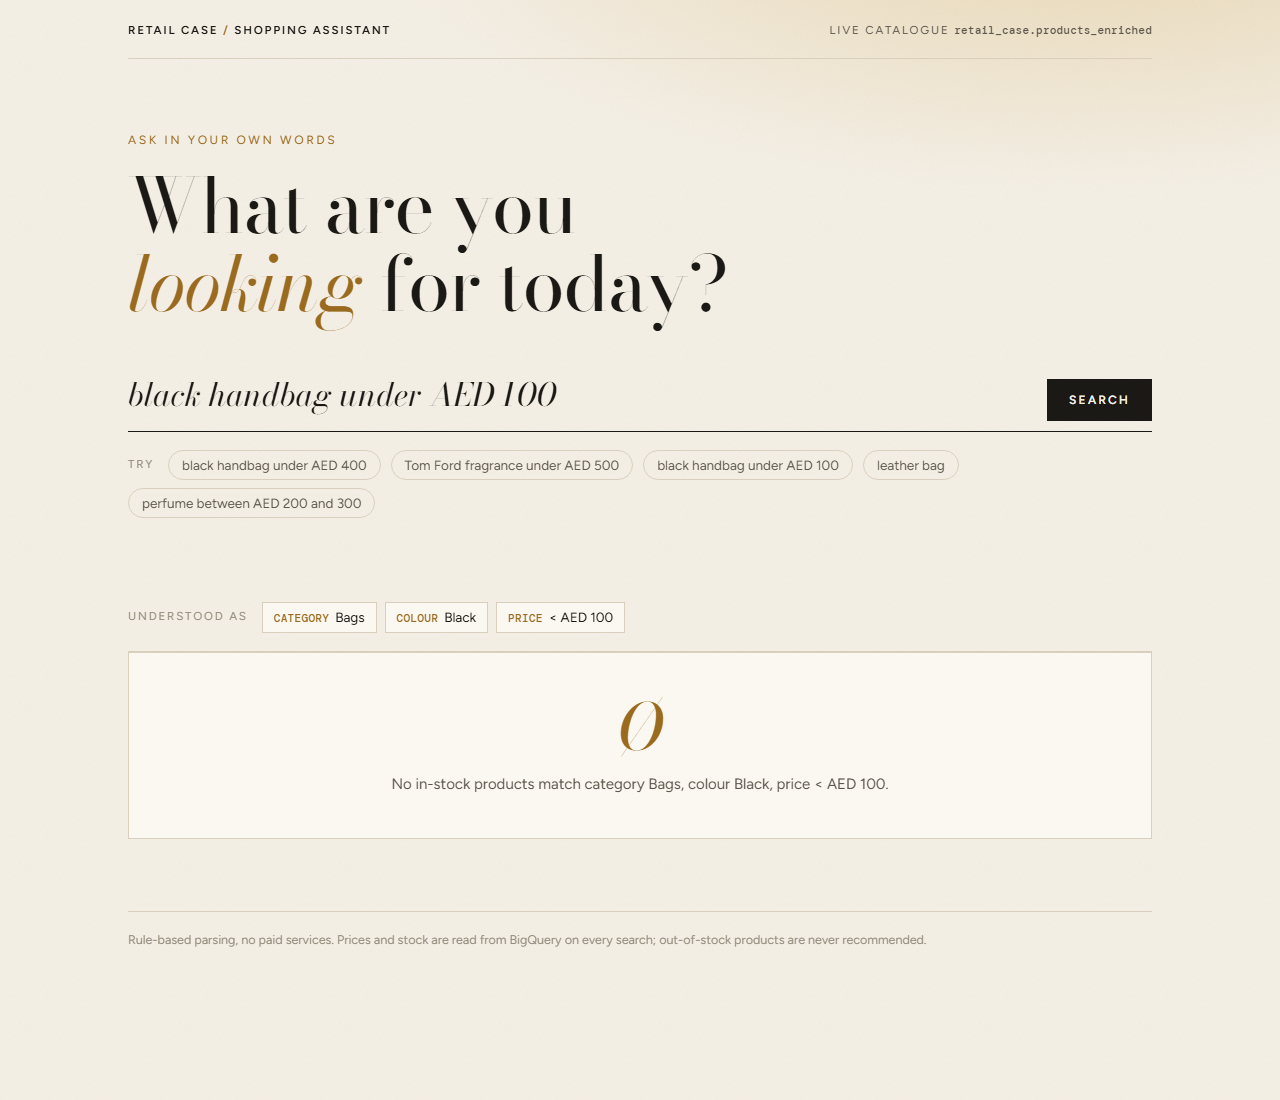 RETAIL CASE / SHOPPING ASSISTANT
LIVE CATALOGUE retail_case.products_enriched
ASK IN YOUR OWN WORDS
What are you
looking for today?
black handbag under AED 100
SEARCH
TRY
black handbag under AED 400
Tom Ford fragrance under AED 500
black handbag under AED 100
leather bag
perfume between AED 200 and 300
UNDERSTOOD AS
CATEGORY Bags
COLOUR Black
PRICE < AED 100
0
No in-stock products match category Bags, colour Black, price < AED 100.
Rule-based parsing, no paid services. Prices and stock are read from BigQuery on every search; out-of-stock products are never recommended.